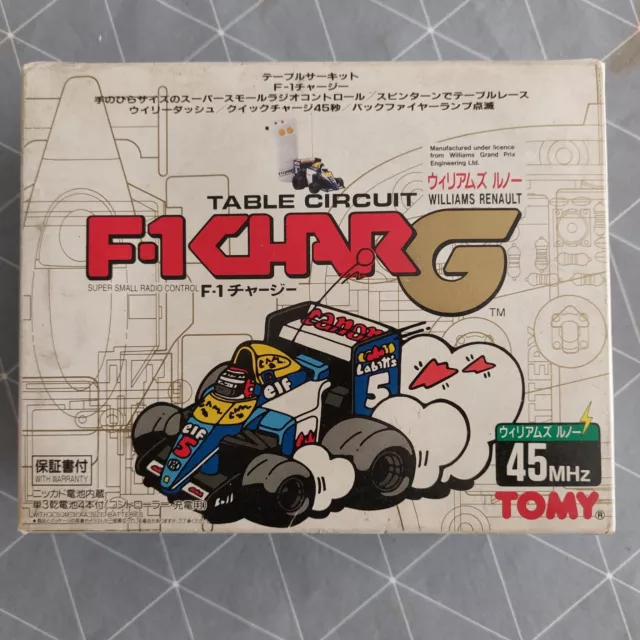 テーブルサーキット
F-1チャージー
手のひらサイズのスーパースモールラジオコントロール／スピンターンでテーブルレース
ウイリーダッシュ／クイックチャージ45秒／バックファイヤーランプ点滅
Manufactured under licence
from Williams Grand Prix
Engineering Ltd.
ウィリアムズ ルノー
WILLIAMS RENAULT
TABLE CIRCUIT
F-1 CHARG
TM
SUPER SMALL RADIO CONTROL F-1 チャージー
canon
Labatt's
5
elf
elf
5
保証書付
WITH WARRANTY
ニッカド電池内蔵
単3乾電池4本付(コントローラー・充電用)
ウィリアムズ ルノー
45MHz
TOMY®